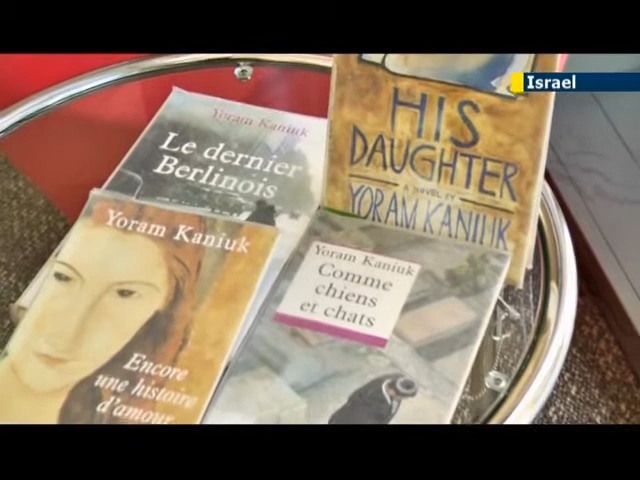 Israel
Yoram Kaniuk
Le dernier
Berlinois
HIS
DAUGHTER
A NOVEL BY
YORAM KANIUK
Yoram Kaniuk
Encore
une histoire
d'amour
Yoram Kaniuk
Comme
chiens
et chats